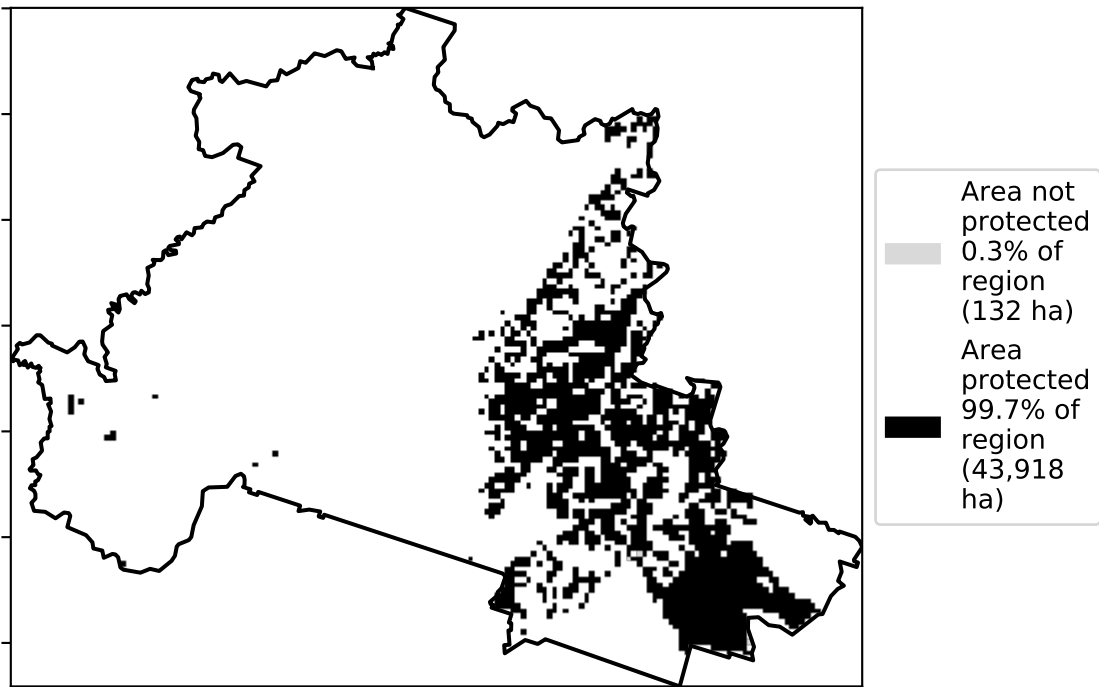 Area not
protected
0.3% of
region
(132 ha)
Area
protected
99.7% of
region
(43,918
ha)